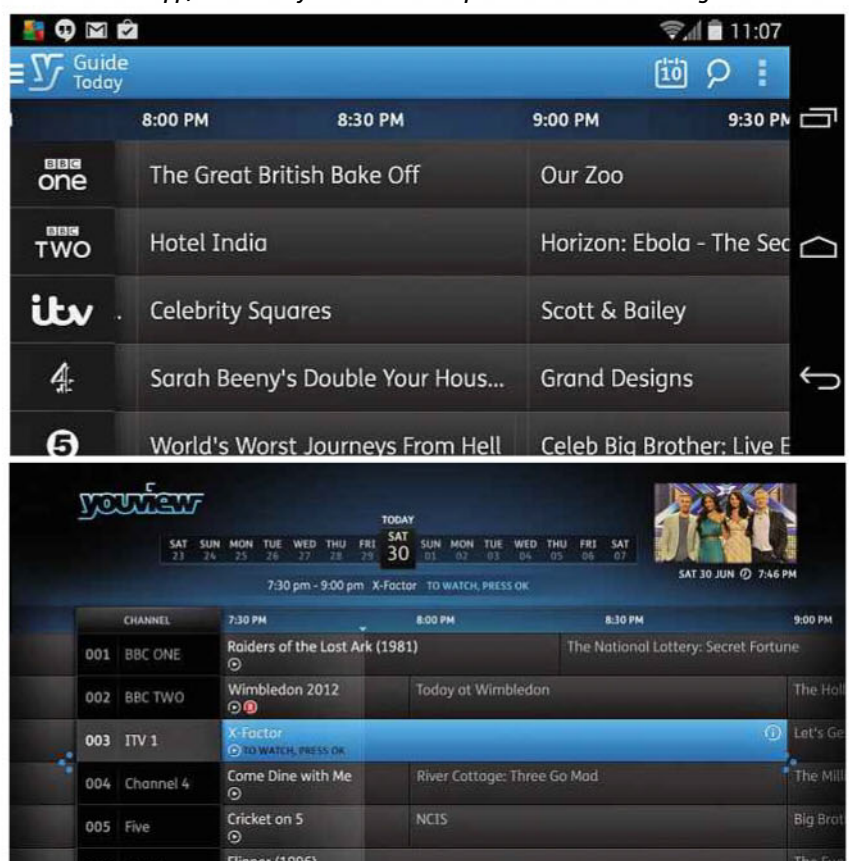 11:07
Guide
Today
10
8:00 PM 8:30 PM 9:00 PM 9:30 PM
BBC one The Great British Bake Off Our Zoo
BBC TWO Hotel India Horizon: Ebola - The Sec
itv . Celebrity Squares Scott & Bailey
4 Sarah Beeny's Double Your Hous... Grand Designs
5 World's Worst Journeys From Hell Celeb Big Brother: Live E
youview
TODAY
SAT SUN MON TUE WED THU FRI SAT SUN MON TUE WED THU FRI SAT
23 24 25 26 27 28 29 30 01 02 03 04 05 06 07
SAT 30 JUN 7:46 PM
7:30 pm - 9:00 pm X-Factor TO WATCH, PRESS OK
CHANNEL 7:30 PM 8:00 PM 8:30 PM 9:00 PM
001 BBC ONE Raiders of the Lost Ark (1981) The National Lottery: Secret Fortune
002 BBC TWO Wimbledon 2012 Today at Wimbledon The Holl
003 ITV 1 X-Factor Let's Ge
TO WATCH, PRESS OK
004 Channel 4 Come Dine with Me River Cottage: Three Go Mad The Mill
005 Five Cricket on 5 NCIS Big Brot